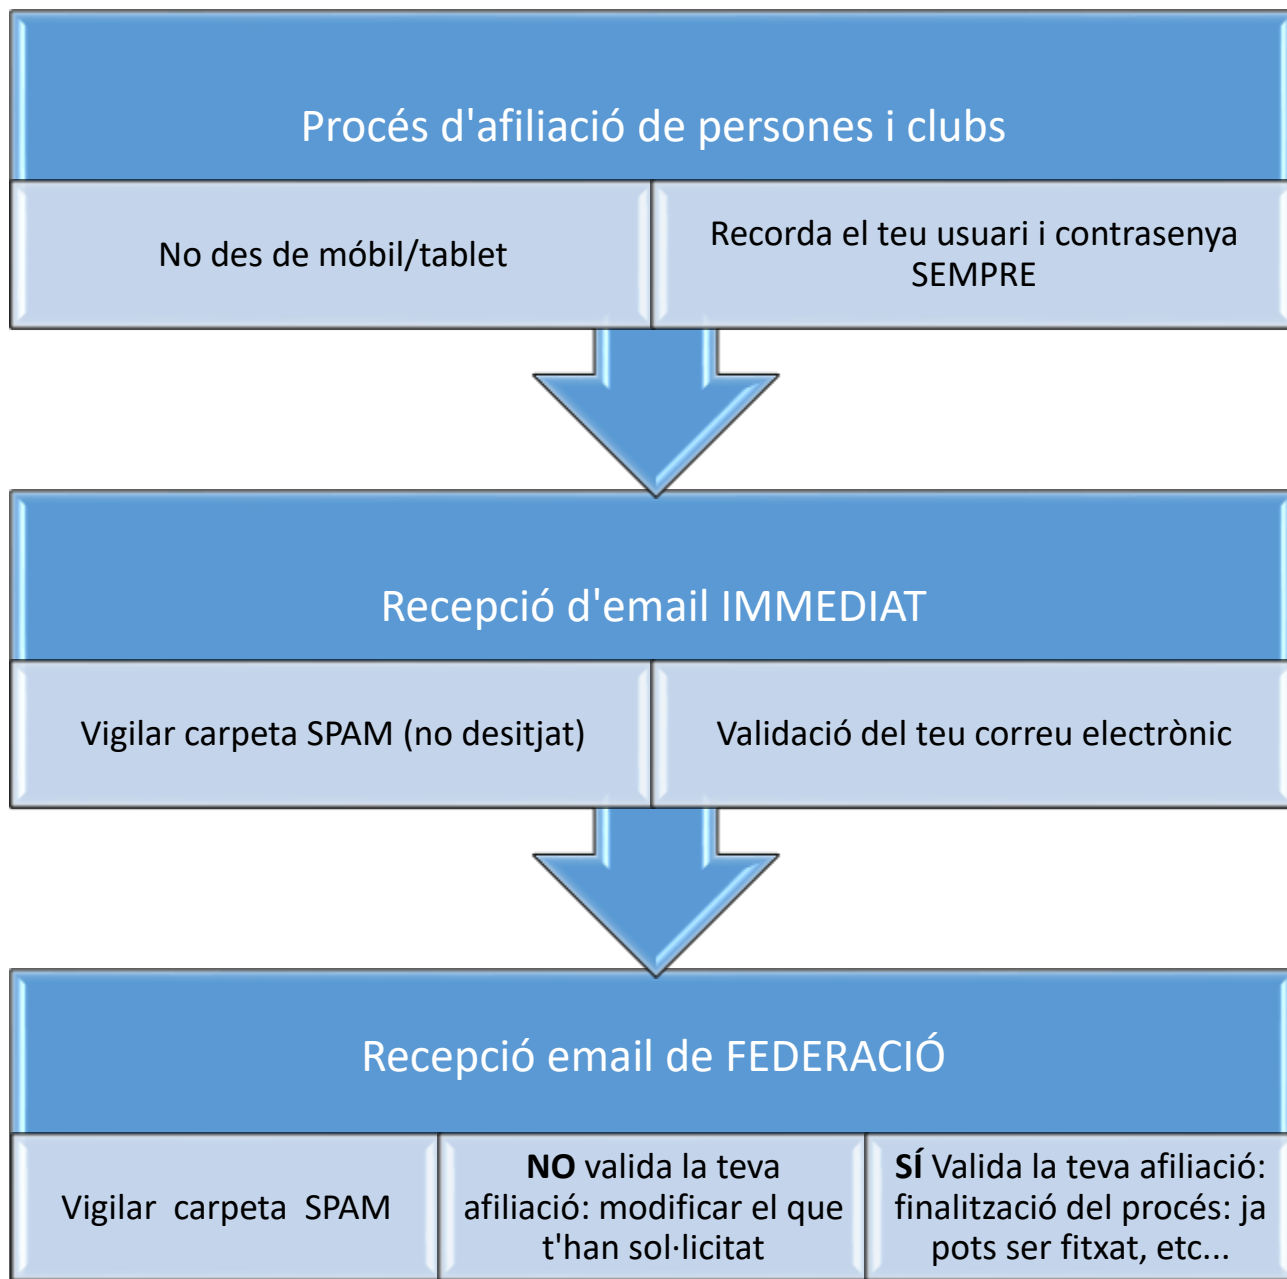 Procés d'afiliació de persones i clubs
No des de móbil/tablet
Recorda el teu usuari i contrasenya
SEMPRE
Recepció d'email IMMEDIAT
Vigilar carpeta SPAM (no desitjat)
Validació del teu correu electrònic
Recepció email de FEDERACIÓ
Vigilar carpeta SPAM
NO valida la teva
afiliació: modificar el que
t'han sol·licitat
SÍ Valida la teva afiliació:
finalització del procés: ja
pots ser fitxat, etc...